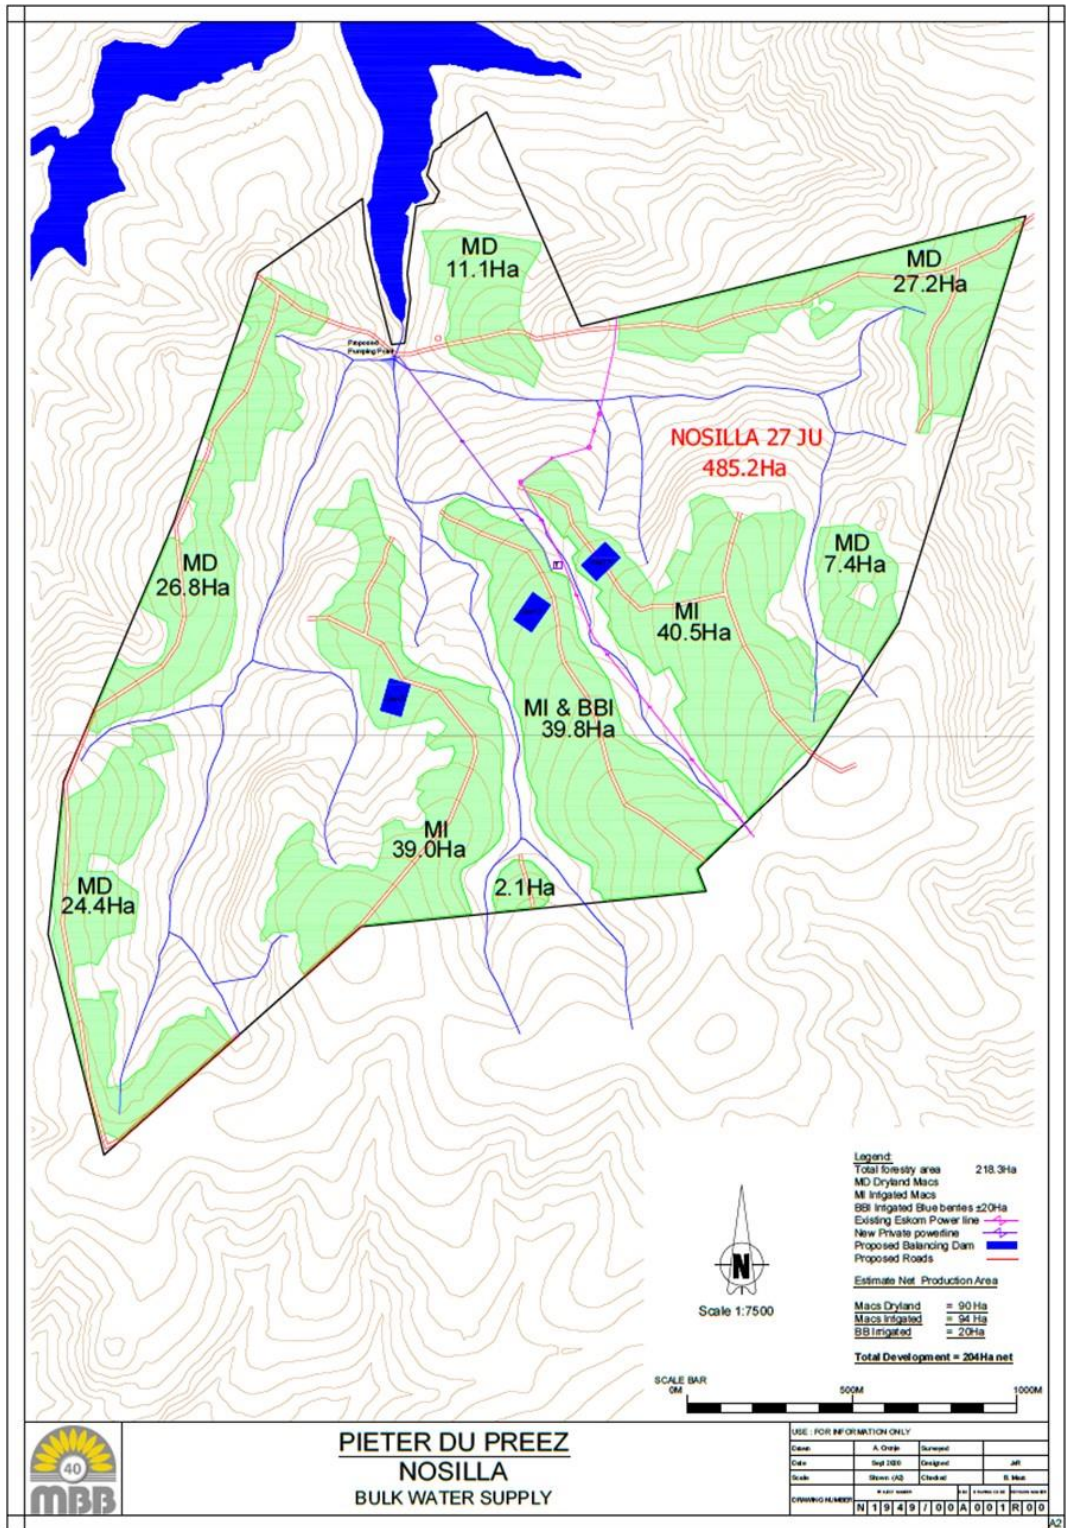 MD
11.1Ha
MD
27.2Ha
Proposed
Pumping Point
NOSILLA 27 JU
485.2Ha
MD
26.8Ha
MD
7.4Ha
MI
40.5Ha
MI & BBI
39.8Ha
MI
39.0Ha
MD
24.4Ha
2.1Ha
Legend:
Total forestry area 218.3Ha
MD Dryland Macs
MI Irrigated Macs
BBI Irrigated Blue berries ±20Ha
Existing Eskom Power line
New Private powerline
Proposed Balancing Dam
Proposed Roads
Estimate Net Production Area
Macs Dryland = 90 Ha
Macs Irrigated = 94 Ha
BB Irrigated = 20Ha
Total Development = 204Ha net
N
Scale 1:7500
SCALE BAR
0M 500M 1000M
40
MBB
PIETER DU PREEZ
NOSILLA
BULK WATER SUPPLY
USE : FOR INFORMATION ONLY
Drawn A. Cronje Surveyed
Date Sept 2020 Designed
Scale Shown (A2) Checked
DRAWING NUMBER N 1 9 4 9 / 0 0 A 0 0 1 R 0 0
A2